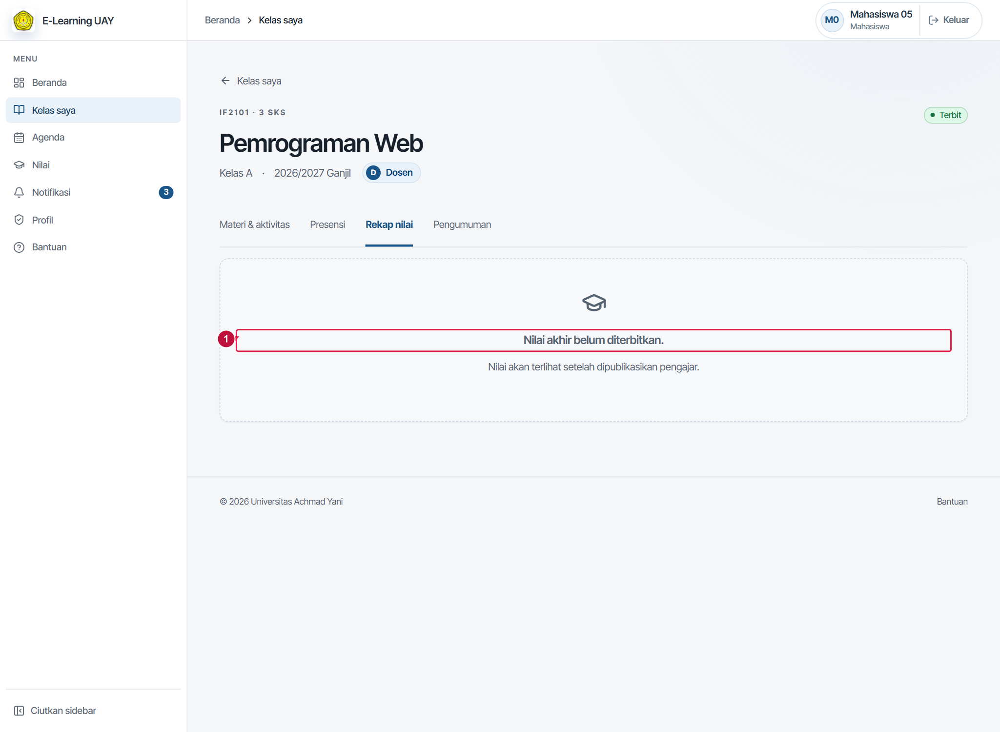 E-Learning UAY
Beranda > Kelas saya
M0
Mahasiswa 05
Mahasiswa
Keluar
MENU
Beranda
Kelas saya
Agenda
Nilai
Notifikasi 3
Profil
Bantuan
Ciutkan sidebar
← Kelas saya
IF2101 · 3 SKS
Terbit
Pemrograman Web
Kelas A · 2026/2027 Ganjil D Dosen
Materi & aktivitas Presensi Rekap nilai Pengumuman
1
Nilai akhir belum diterbitkan.
Nilai akan terlihat setelah dipublikasikan pengajar.
© 2026 Universitas Achmad Yani
Bantuan